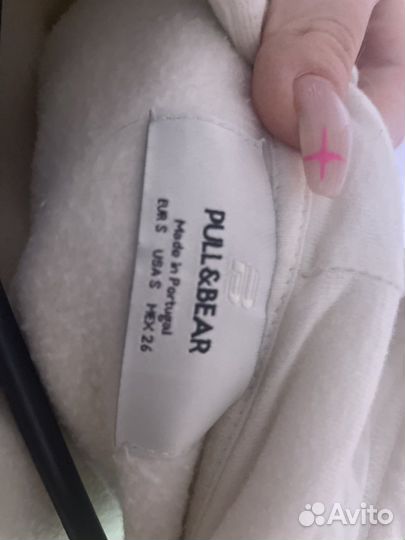 PULL&BEAR
Made in Portugal
EUR S USA S MEX 26
Avito